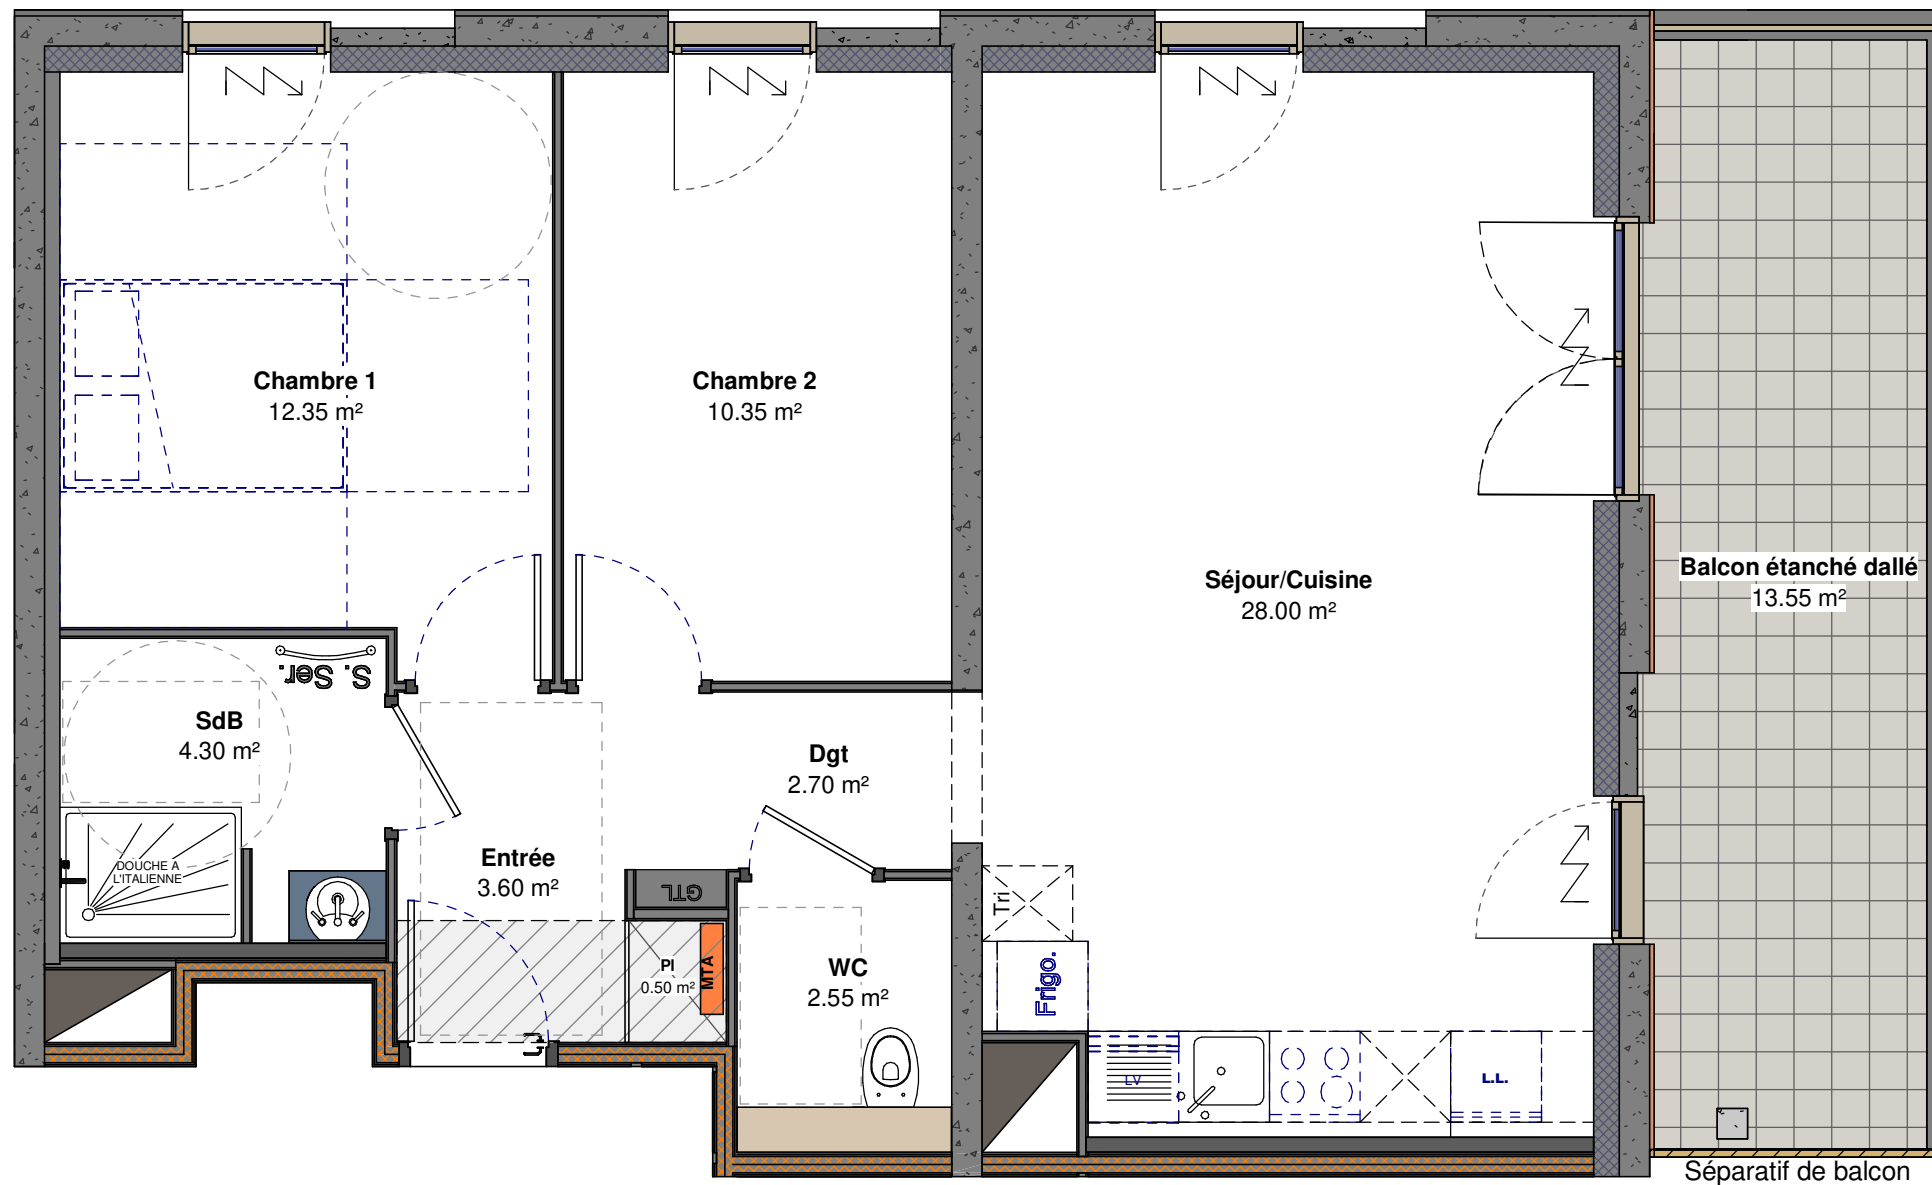 Chambre 1
12.35 m²
Chambre 2
10.35 m²
Séjour/Cuisine
28.00 m²
Balcon étanché dallé
13.55 m²
S. Ser.
SdB
4.30 m²
Dgt
2.70 m²
DOUCHE A
L'ITALIENNE
Entrée
3.60 m²
GTL
Tri
Pl
0.50 m²
MTA
WC
2.55 m²
Frigo.
LV
L.L.
Séparatif de balcon